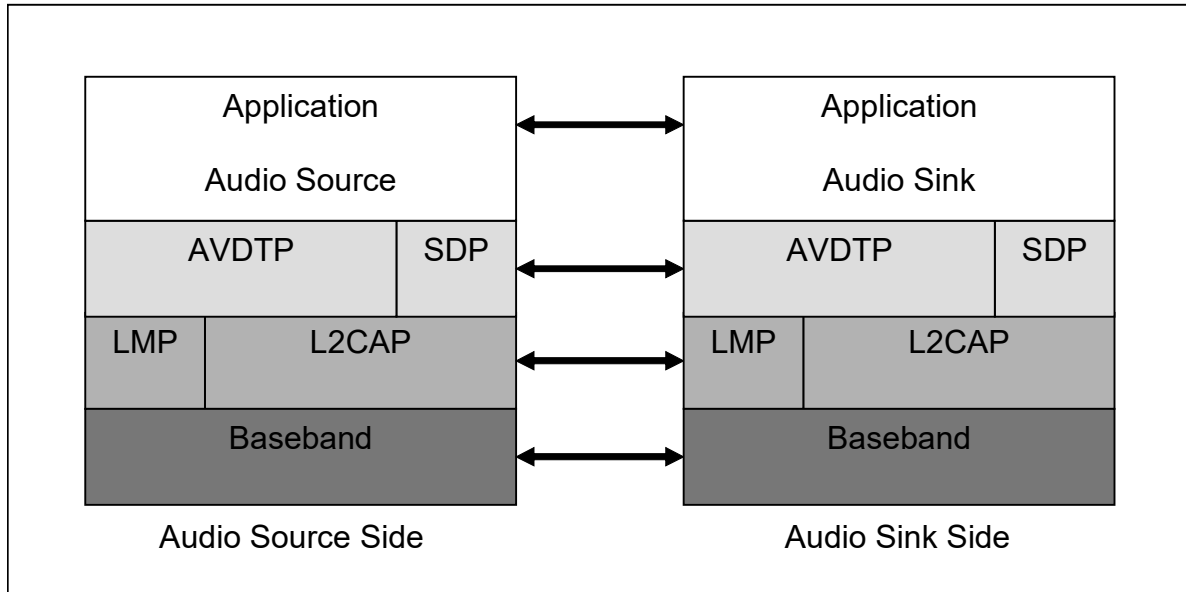 Application
Audio Source
AVDTP
SDP
LMP
L2CAP
Baseband
Audio Source Side
Application
Audio Sink
AVDTP
SDP
LMP
L2CAP
Baseband
Audio Sink Side